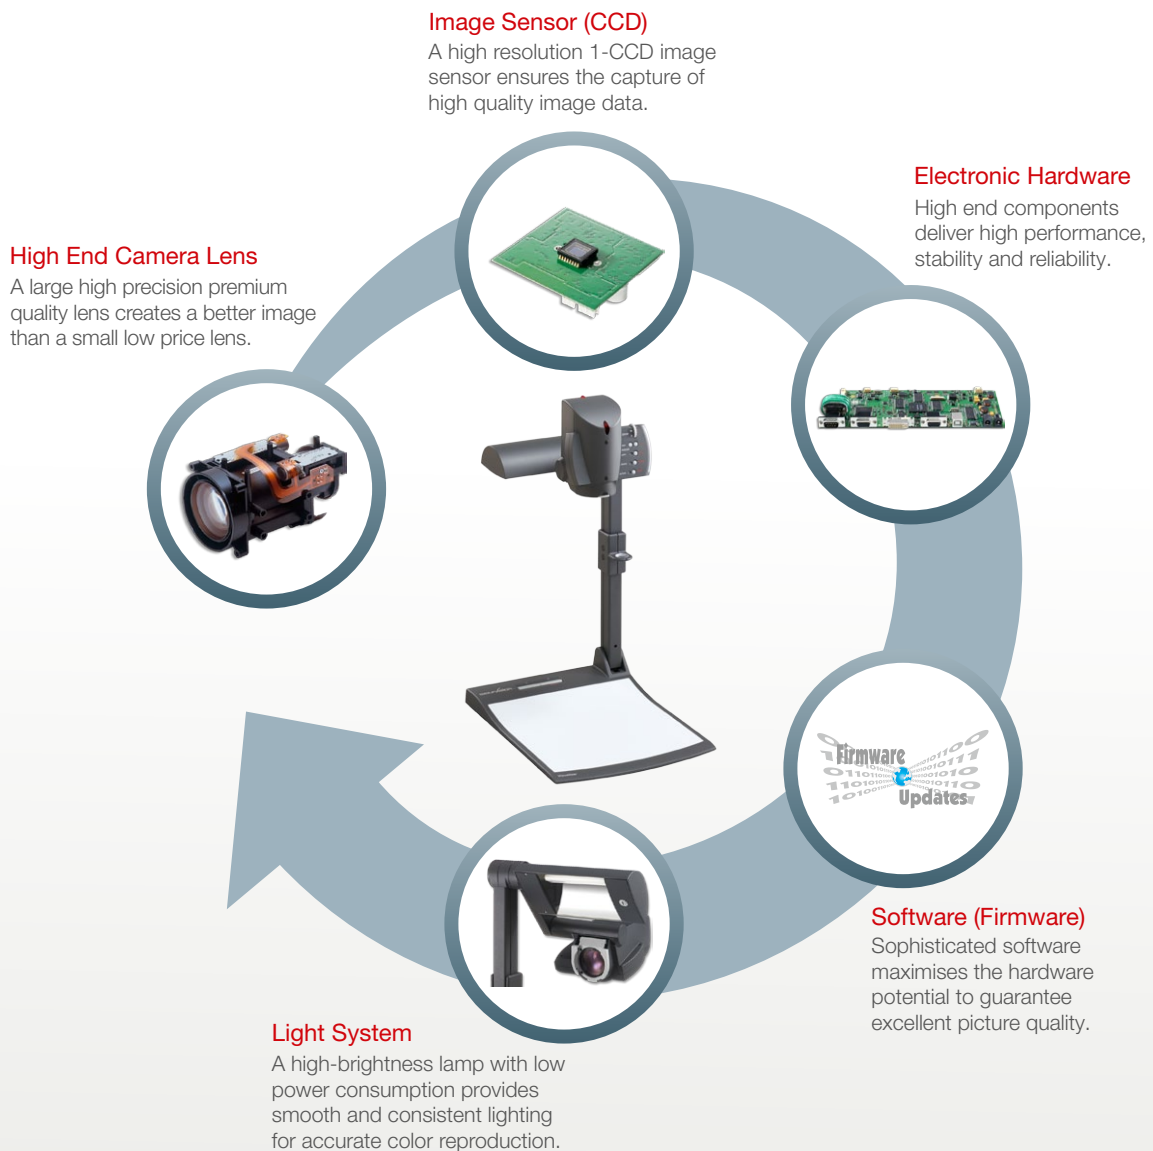 Image Sensor (CCD)
A high resolution 1-CCD image
sensor ensures the capture of
high quality image data.
Electronic Hardware
High end components
deliver high performance,
stability and reliability.
High End Camera Lens
A large high precision premium
quality lens creates a better image
than a small low price lens.
Firmware
Updates
Software (Firmware)
Sophisticated software
maximises the hardware
potential to guarantee
excellent picture quality.
Light System
A high-brightness lamp with low
power consumption provides
smooth and consistent lighting
for accurate color reproduction.